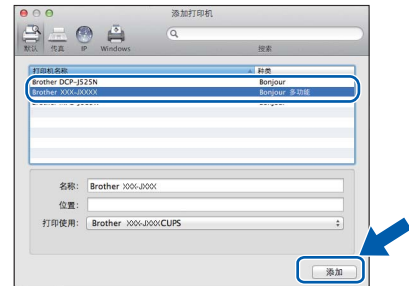 添加打印机
默认 传真 IP Windows
搜索
打印机名称 种类
Brother DCP-J525N Bonjour
Brother XXX-JXXXX Bonjour 多功能
名称: Brother XXX-JXXX
位置:
打印使用: Brother XXX-JXXXCUPS
添加